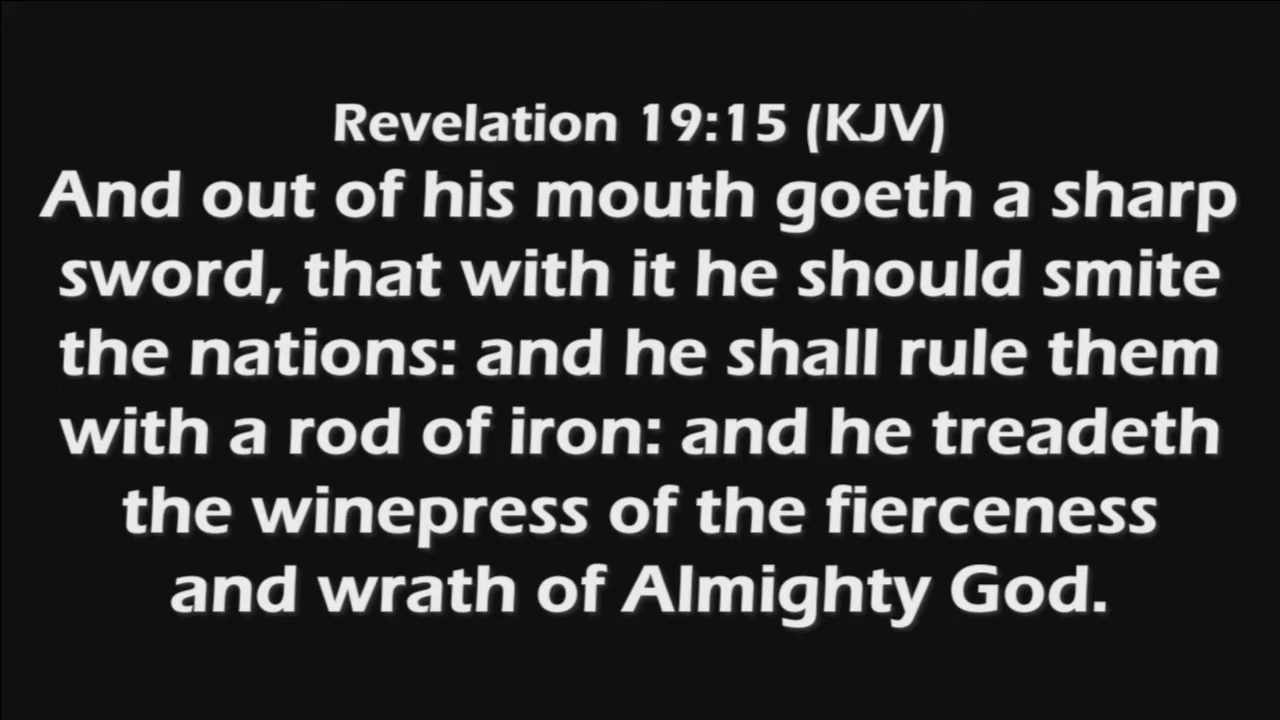 Revelation 19:15 (KJV)
And out of his mouth goeth a sharp
sword, that with it he should smite
the nations: and he shall rule them
with a rod of iron: and he treadeth
the winepress of the fierceness
and wrath of Almighty God.